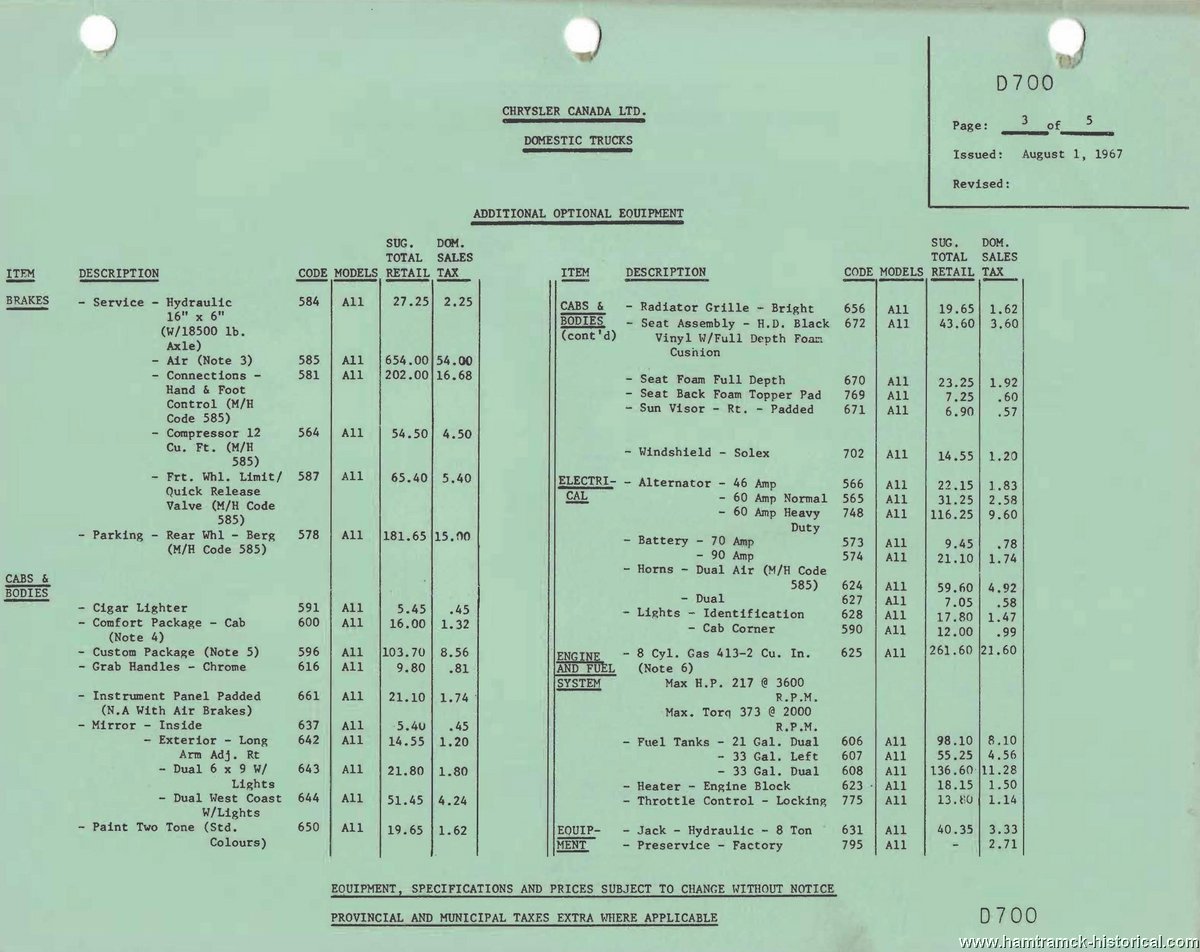 D700
Page: 3 of 5
Issued: August 1, 1967
Revised:
CHRYSLER CANADA LTD.
DOMESTIC TRUCKS
ADDITIONAL OPTIONAL EQUIPMENT
SUG. DOM.
TOTAL SALES
ITEM DESCRIPTION CODE MODELS RETAIL TAX
BRAKES - Service - Hydraulic 584 All 27.25 2.25
16" x 6"
(W/18500 lb.
Axle)
- Air (Note 3) 585 All 654.00 54.00
- Connections - 581 All 202.00 16.68
Hand & Foot
Control (M/H
Code 585)
- Compressor 12 564 All 54.50 4.50
Cu. Ft. (M/H
585)
- Frt. Whl. Limit/ 587 All 65.40 5.40
Quick Release
Valve (M/H Code
585)
- Parking - Rear Whl - Berg 578 All 181.65 15.00
(M/H Code 585)
CABS &
BODIES
- Cigar Lighter 591 All 5.45 .45
- Comfort Package - Cab 600 All 16.00 1.32
(Note 4)
- Custom Package (Note 5) 596 All 103.70 8.56
- Grab Handles - Chrome 616 All 9.80 .81
- Instrument Panel Padded 661 All 21.10 1.74
(N.A With Air Brakes)
- Mirror - Inside 637 All 5.40 .45
- Exterior - Long 642 All 14.55 1.20
Arm Adj. Rt
- Dual 6 x 9 W/ 643 All 21.80 1.80
Lights
- Dual West Coast 644 All 51.45 4.24
W/Lights
- Paint Two Tone (Std. 650 All 19.65 1.62
Colours)
SUG. DOM.
TOTAL SALES
ITEM DESCRIPTION CODE MODELS RETAIL TAX
CABS & - Radiator Grille - Bright 656 All 19.65 1.62
BODIES - Seat Assembly - H.D. Black 672 All 43.60 3.60
(cont'd) Vinyl W/Full Depth Foam
Cushion
- Seat Foam Full Depth 670 All 23.25 1.92
- Seat Back Foam Topper Pad 769 All 7.25 .60
- Sun Visor - Rt. - Padded 671 All 6.90 .57
- Windshield - Solex 702 All 14.55 1.20
ELECTRI- - Alternator - 46 Amp 566 All 22.15 1.83
CAL - 60 Amp Normal 565 All 31.25 2.58
- 60 Amp Heavy 748 All 116.25 9.60
Duty
- Battery - 70 Amp 573 All 9.45 .78
- 90 Amp 574 All 21.10 1.74
- Horns - Dual Air (M/H Code
585) 624 All 59.60 4.92
- Dual 627 All 7.05 .58
- Lights - Identification 628 All 17.80 1.47
- Cab Corner 590 All 12.00 .99
ENGINE - 8 Cyl. Gas 413-2 Cu. In. 625 All 261.60 21.60
AND FUEL (Note 6)
SYSTEM Max H.P. 217 @ 3600
R.P.M.
Max. Torq 373 @ 2000
R.P.M.
- Fuel Tanks - 21 Gal. Dual 606 All 98.10 8.10
- 33 Gal. Left 607 All 55.25 4.56
- 33 Gal. Dual 608 All 136.60 11.28
- Heater - Engine Block 623 All 18.15 1.50
- Throttle Control - Locking 775 All 13.80 1.14
EQUIP- - Jack - Hydraulic - 8 Ton 631 All 40.35 3.33
MENT - Preservice - Factory 795 All - 2.71
EQUIPMENT, SPECIFICATIONS AND PRICES SUBJECT TO CHANGE WITHOUT NOTICE
PROVINCIAL AND MUNICIPAL TAXES EXTRA WHERE APPLICABLE
D700
www.hamtramck-historical.com